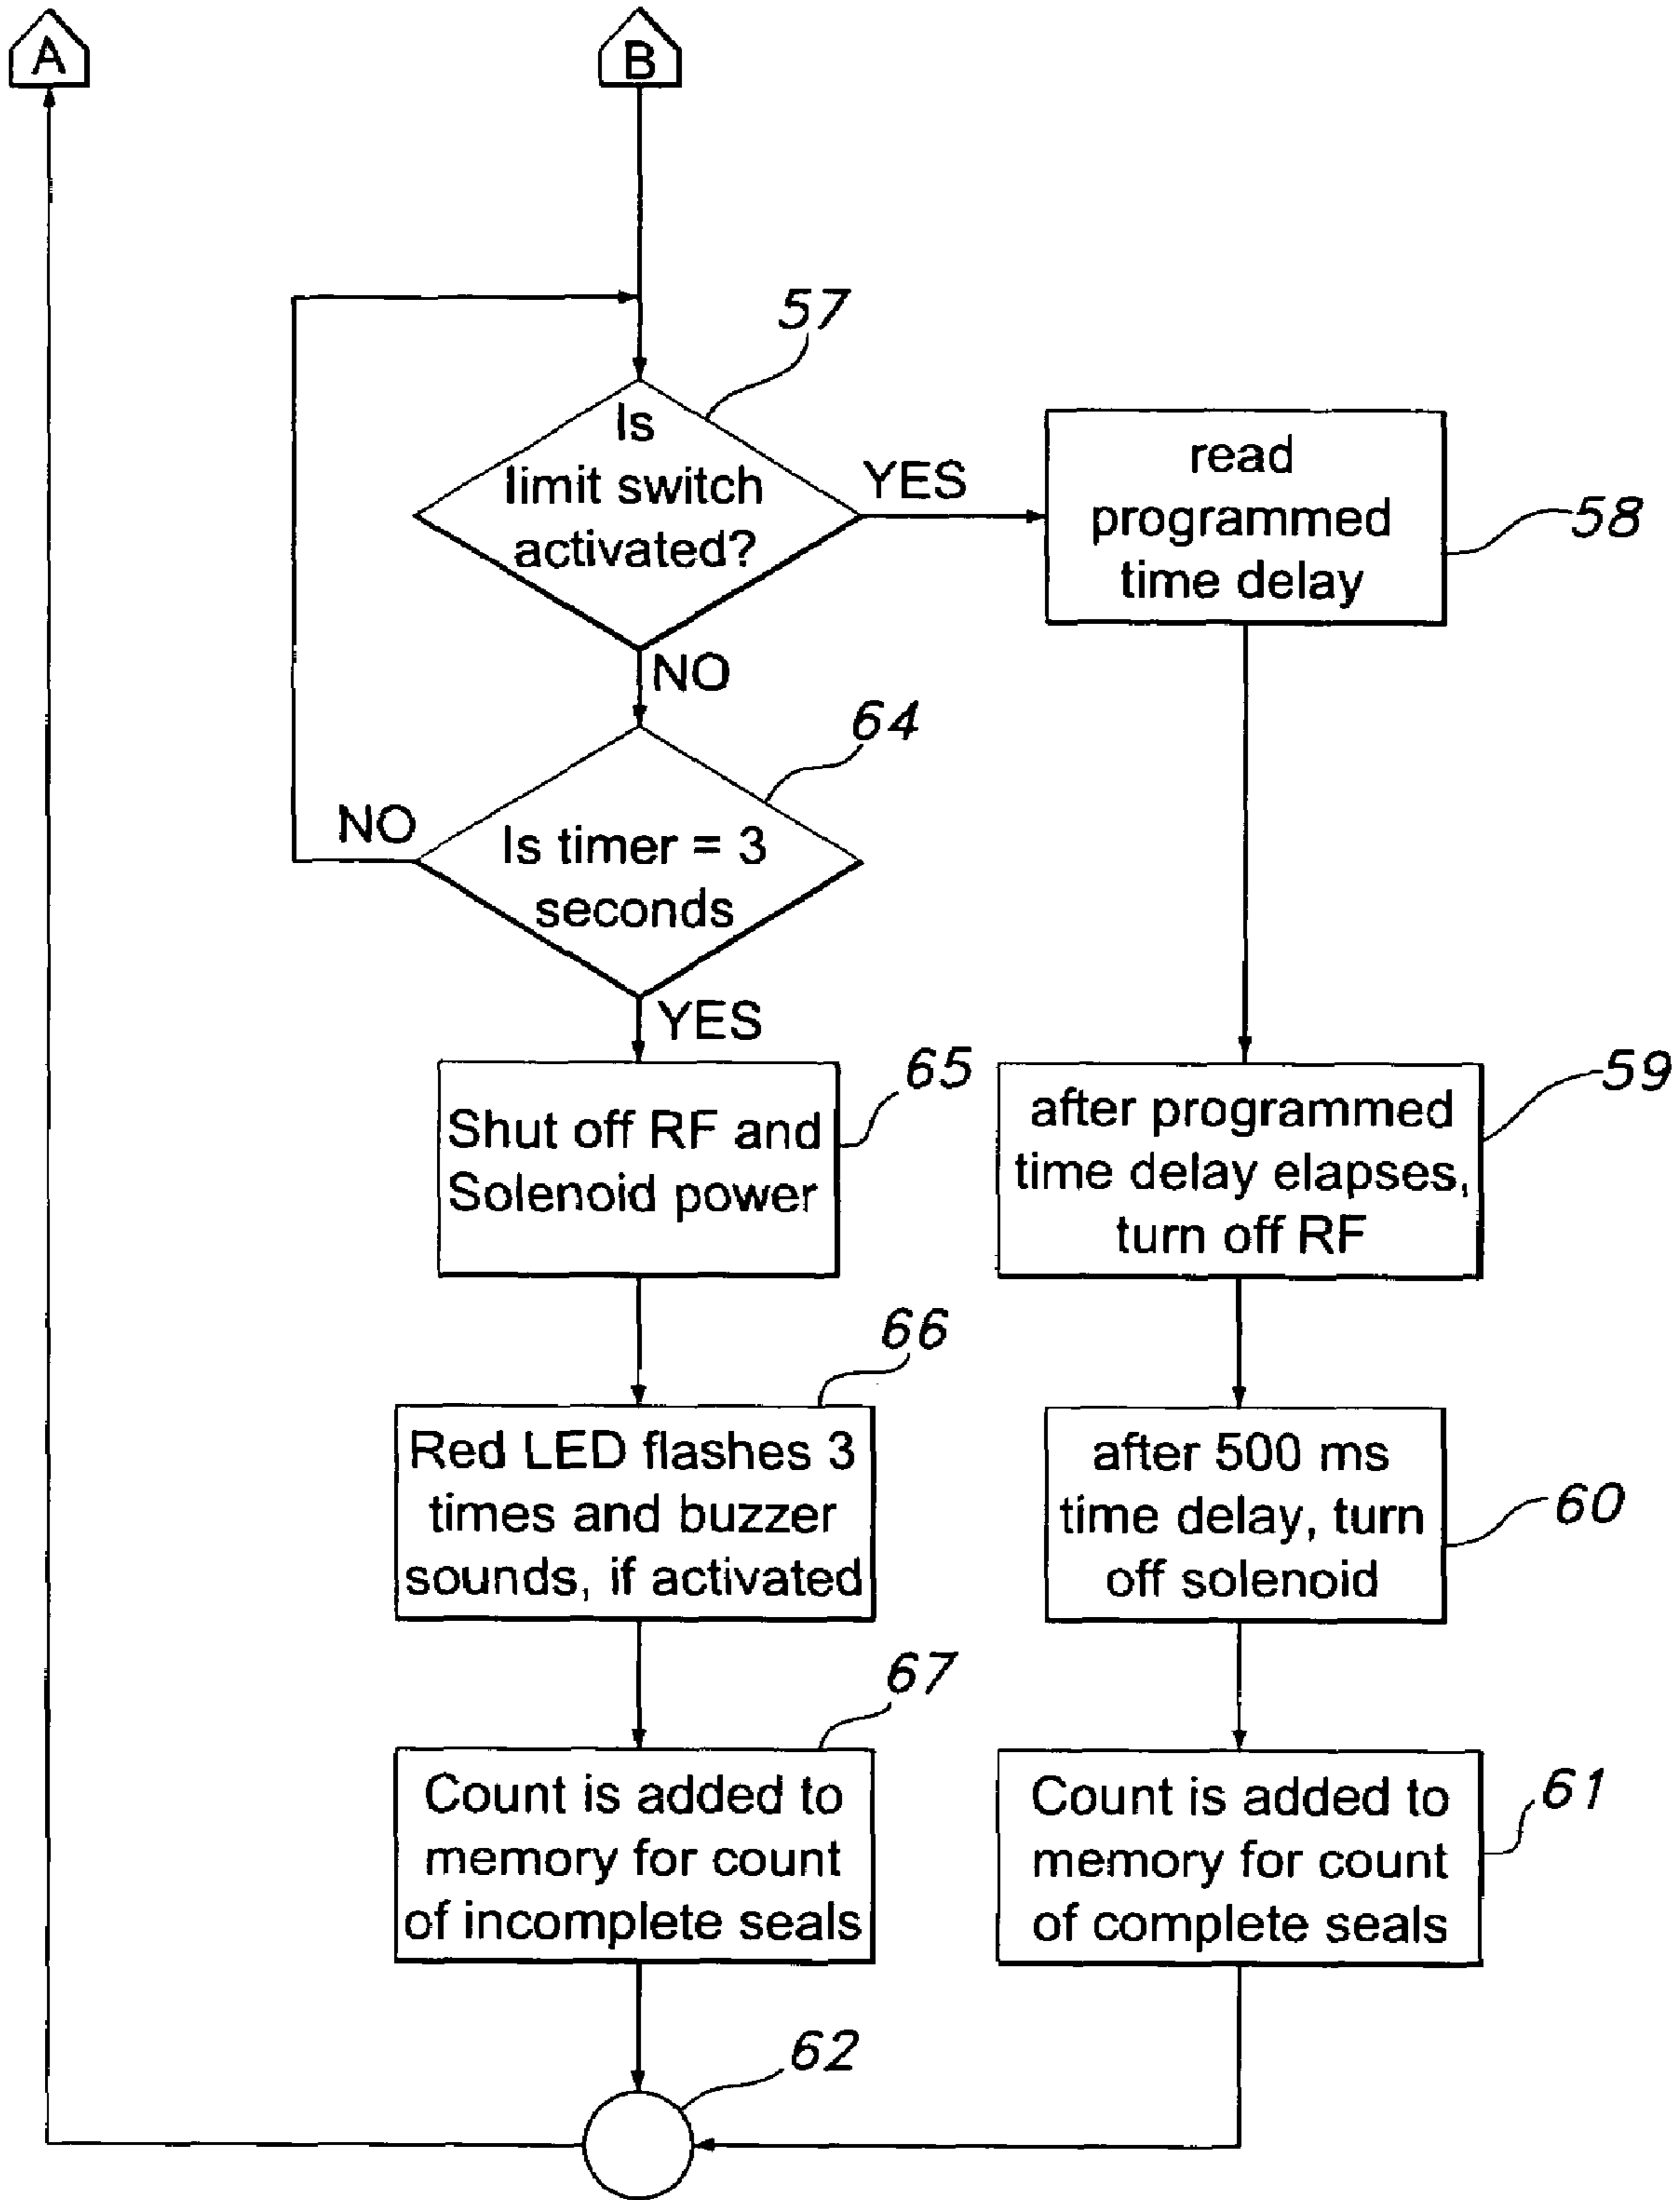 A
B
57
Is
limit switch
activated?
YES
read
programmed
time delay
58
NO
64
NO
Is timer = 3
seconds
YES
65
Shut off RF and
Solenoid power
59
after programmed
time delay elapses,
turn off RF
66
Red LED flashes 3
times and buzzer
sounds, if activated
after 500 ms
time delay, turn
off solenoid
60
67
Count is added to
memory for count
of incomplete seals
Count is added to
memory for count
of complete seals
61
62